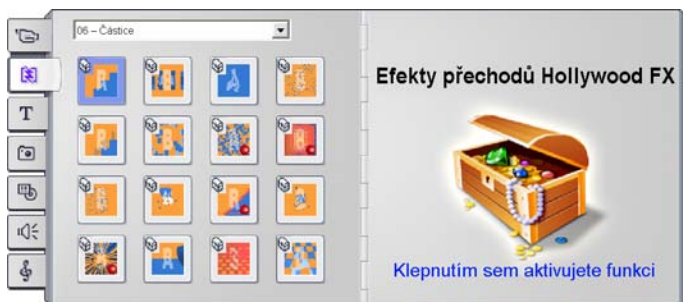 06 – Částice
Efekty přechodů Hollywood FX
T
Klepnutím sem aktivujete funkci